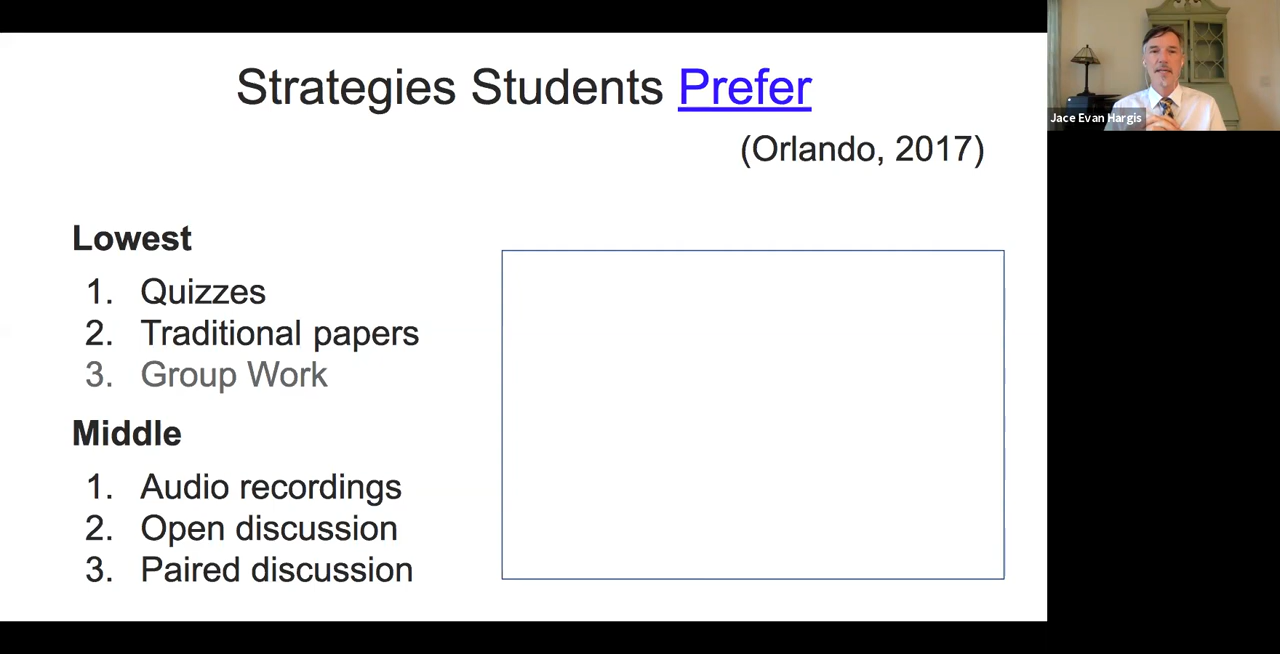 Strategies Students Prefer
(Orlando, 2017)
Lowest
1. Quizzes
2. Traditional papers
3. Group Work
Middle
1. Audio recordings
2. Open discussion
3. Paired discussion
Jace Evan Hargis